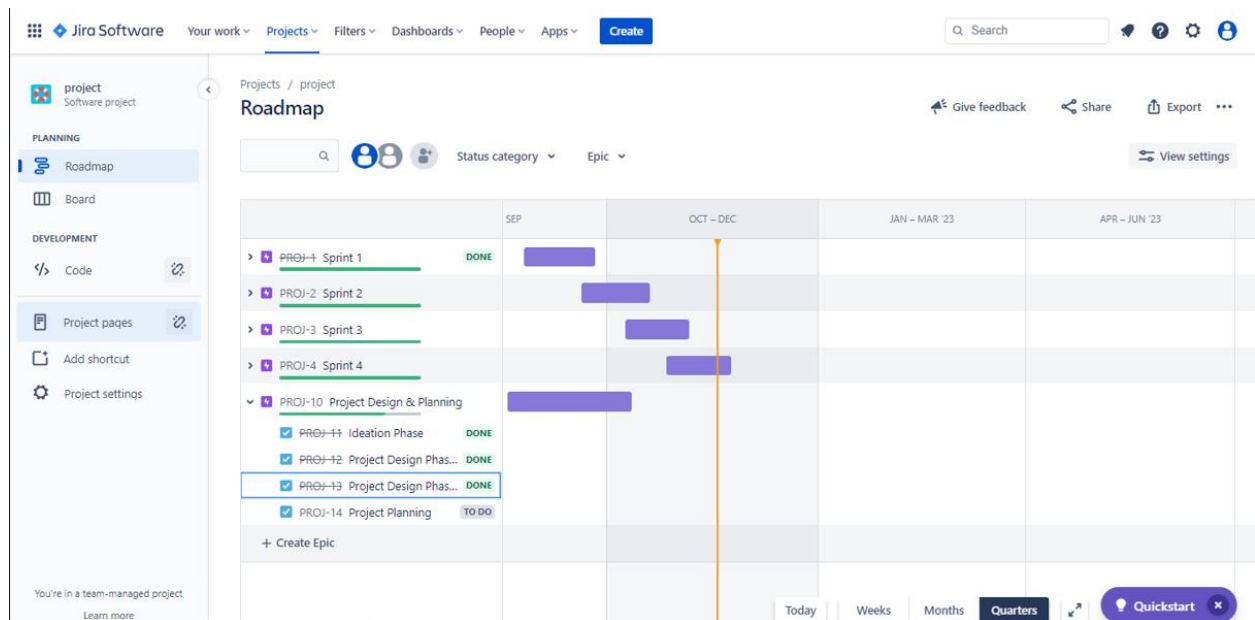 Jira Software Your work Projects Filters Dashboards People Apps Create Search
project
Software project
PLANNING
Roadmap
Board
DEVELOPMENT
Code
Project pages
Add shortcut
Project settings
You're in a team-managed project
Learn more
Projects / project
Roadmap
Give feedback Share Export
Status category Epic
View settings
SEP OCT – DEC JAN – MAR '23 APR – JUN '23
PROJ-1 Sprint 1 DONE
PROJ-2 Sprint 2
PROJ-3 Sprint 3
PROJ-4 Sprint 4
PROJ-10 Project Design & Planning
PROJ-11 Ideation Phase DONE
PROJ-12 Project Design Phas... DONE
PROJ-13 Project Design Phas... DONE
PROJ-14 Project Planning TO DO
+ Create Epic
Today Weeks Months Quarters
Quickstart